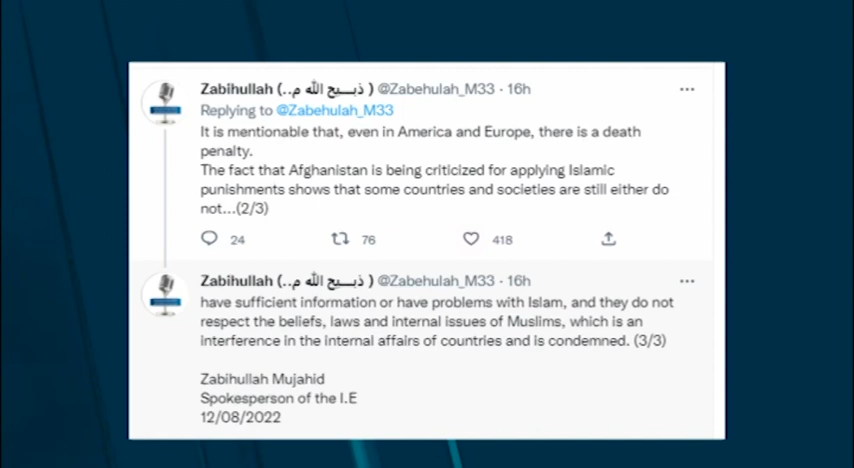 Zabihullah (..ذبـــيح الله م ) @Zabehulah_M33 · 16h
Replying to @Zabehulah_M33
It is mentionable that, even in America and Europe, there is a death
penalty.
The fact that Afghanistan is being criticized for applying Islamic
punishments shows that some countries and societies are still either do
not...(2/3)
24 76 418
Zabihullah (..ذبـــيح الله م ) @Zabehulah_M33 · 16h
have sufficient information or have problems with Islam, and they do not
respect the beliefs, laws and internal issues of Muslims, which is an
interference in the internal affairs of countries and is condemned. (3/3)
Zabihullah Mujahid
Spokesperson of the I.E
12/08/2022